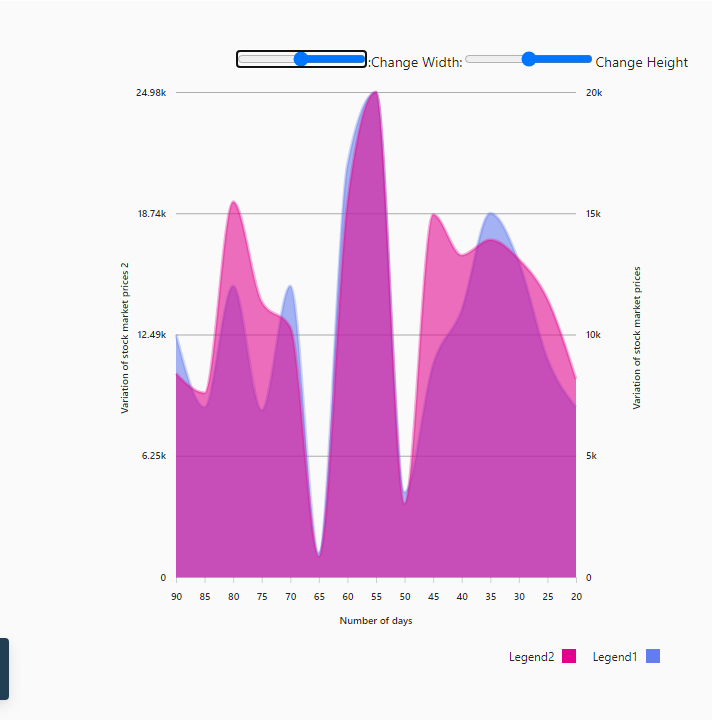 :Change Width: Change Height
24.98k 20k
18.74k 15k
12.49k 10k
6.25k 5k
0 0
Variation of stock market prices 2
Variation of stock market prices
90 85 80 75 70 65 60 55 50 45 40 35 30 25 20
Number of days
Legend2 Legend1